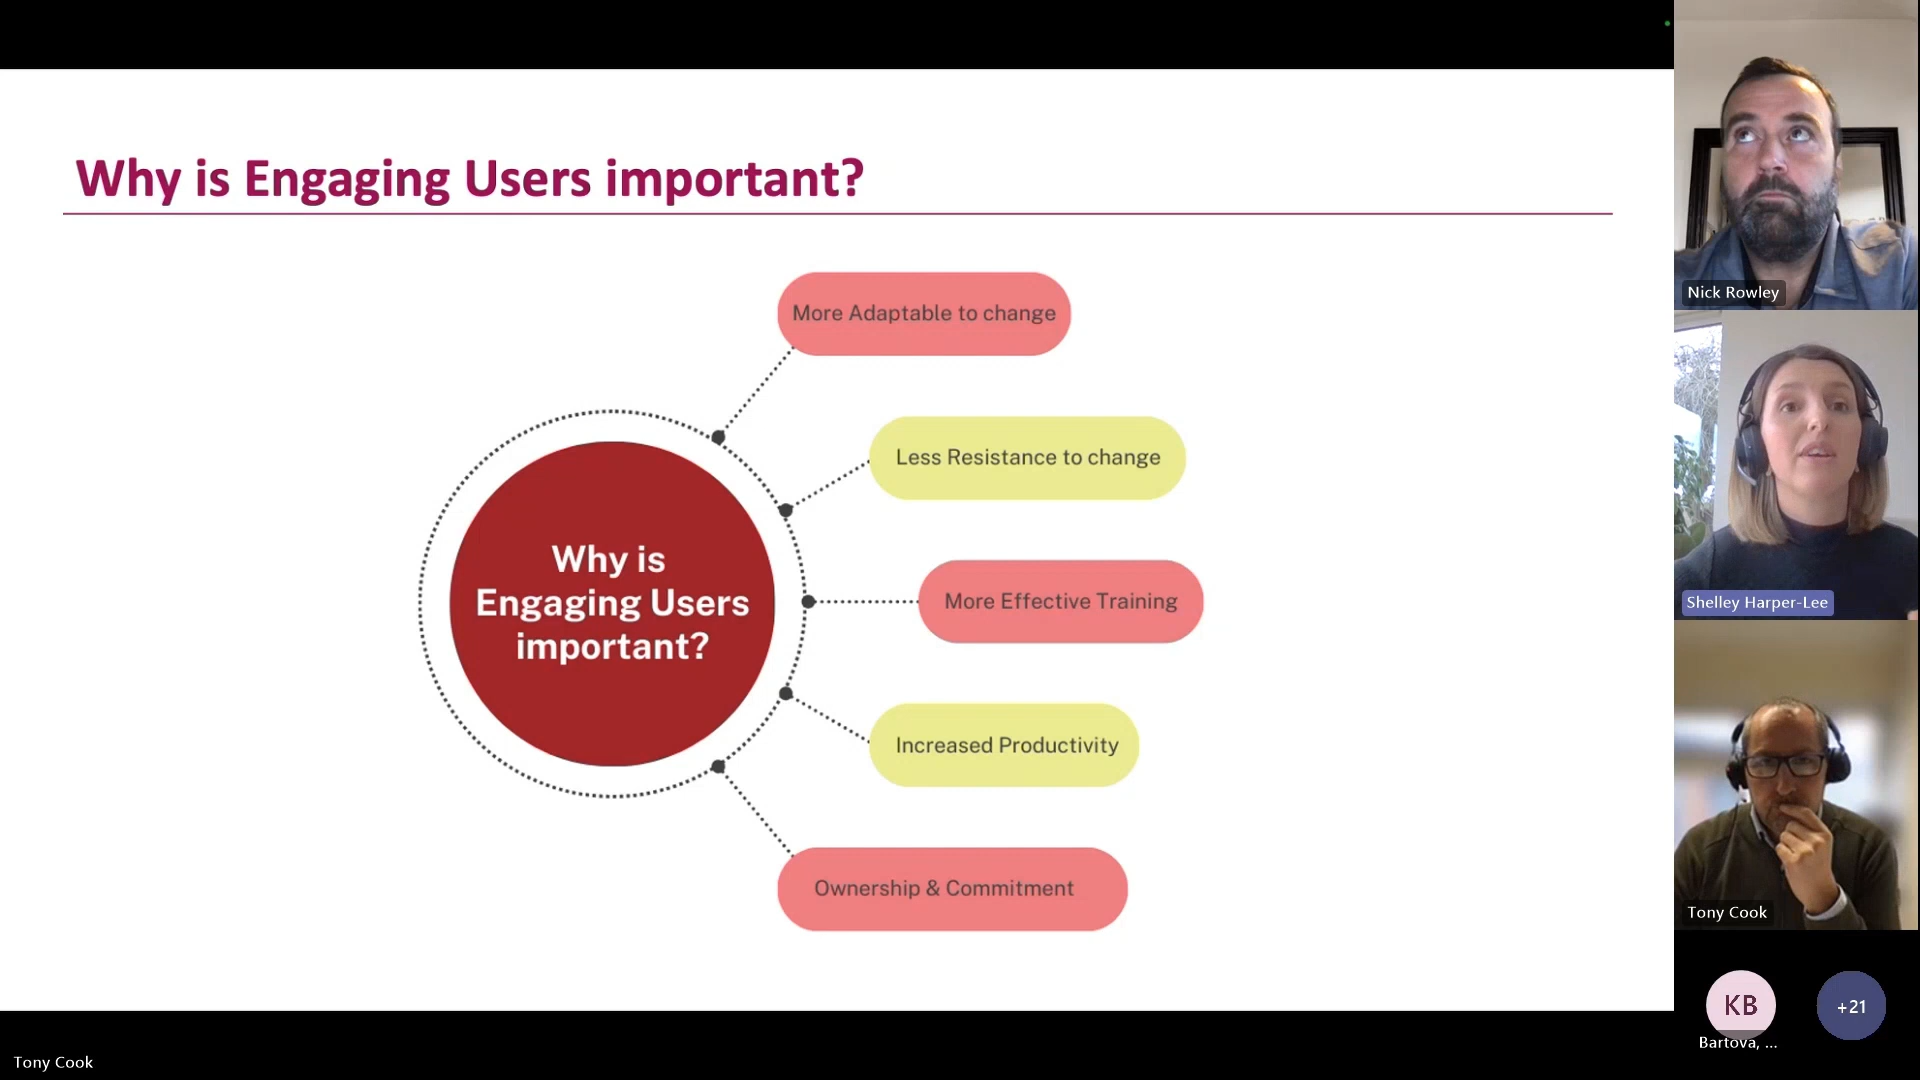 Why is Engaging Users important?
More Adaptable to change
Less Resistance to change
Why is
Engaging Users
important?
More Effective Training
Increased Productivity
Ownership & Commitment
Nick Rowley
Shelley Harper-Lee
Tony Cook
KB
+21
Bartova, ...
Tony Cook